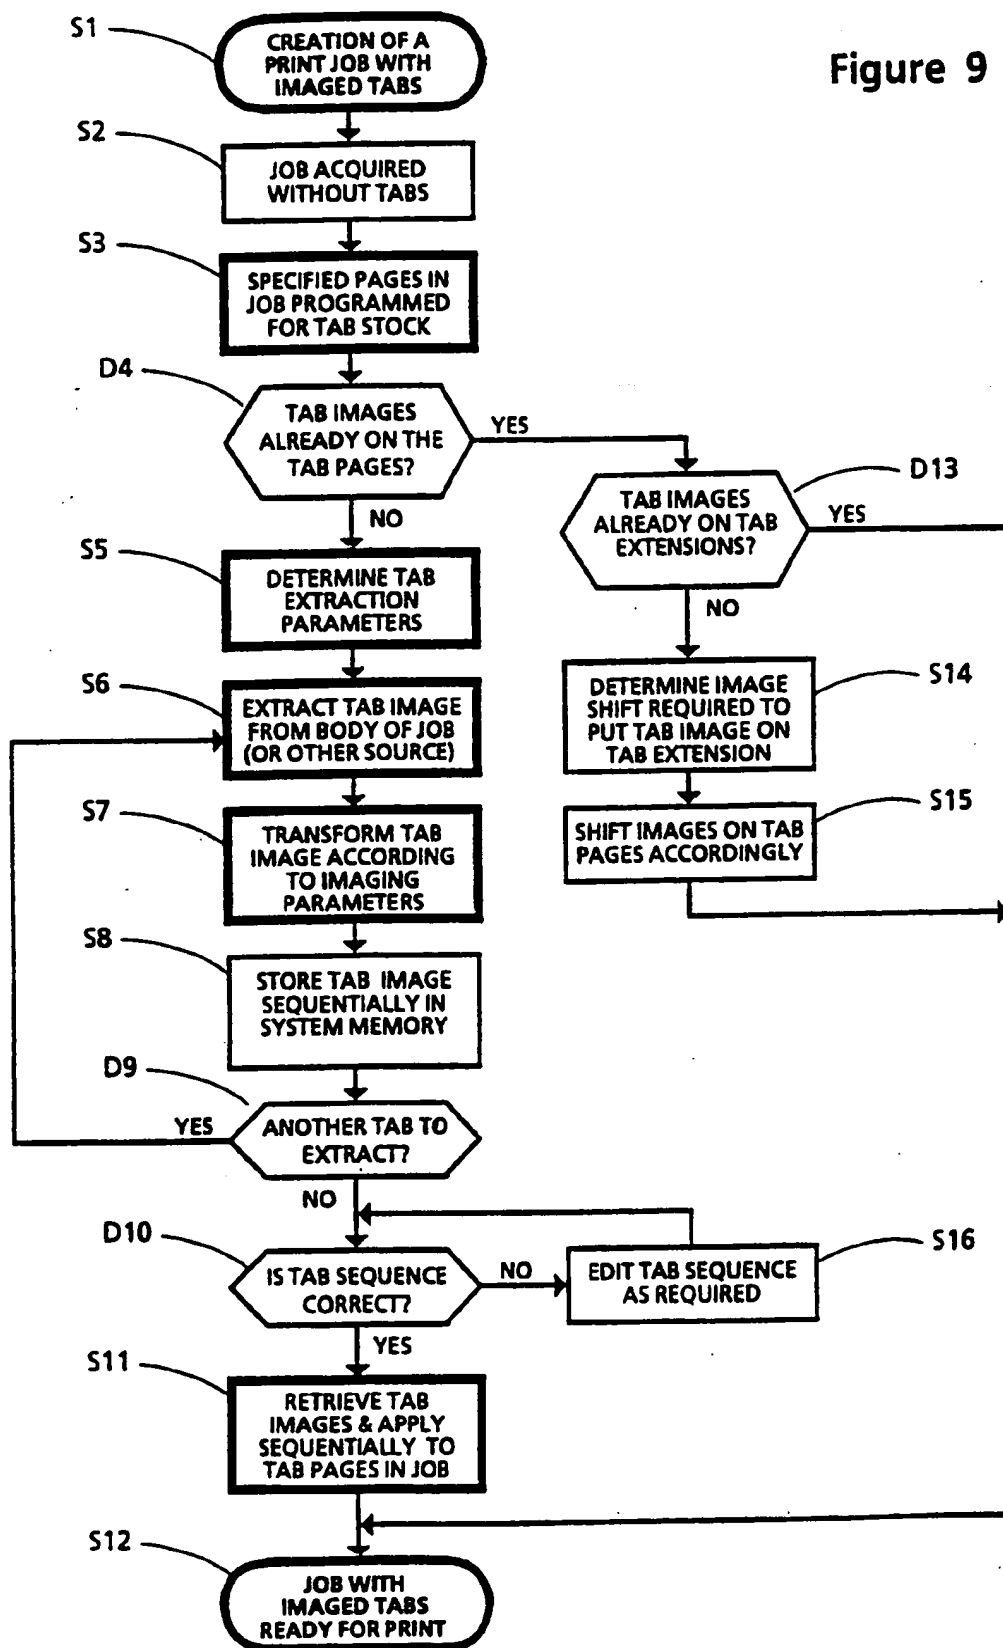 Figure 9
S1
CREATION OF A
PRINT JOB WITH
IMAGED TABS
S2
JOB ACQUIRED
WITHOUT TABS
S3
SPECIFIED PAGES IN
JOB PROGRAMMED
FOR TAB STOCK
D4
TAB IMAGES
ALREADY ON THE
TAB PAGES?
YES
NO
D13
TAB IMAGES
ALREADY ON TAB
EXTENSIONS?
YES
NO
S5
DETERMINE TAB
EXTRACTION
PARAMETERS
S6
EXTRACT TAB IMAGE
FROM BODY OF JOB
(OR OTHER SOURCE)
S14
DETERMINE IMAGE
SHIFT REQUIRED TO
PUT TAB IMAGE ON
TAB EXTENSION
S7
TRANSFORM TAB
IMAGE ACCORDING
TO IMAGING
PARAMETERS
S15
SHIFT IMAGES ON TAB
PAGES ACCORDINGLY
S8
STORE TAB IMAGE
SEQUENTIALLY IN
SYSTEM MEMORY
D9
YES
ANOTHER TAB TO
EXTRACT?
NO
D10
IS TAB SEQUENCE
CORRECT?
NO
YES
S16
EDIT TAB SEQUENCE
AS REQUIRED
S11
RETRIEVE TAB
IMAGES & APPLY
SEQUENTIALLY TO
TAB PAGES IN JOB
S12
JOB WITH
IMAGED TABS
READY FOR PRINT